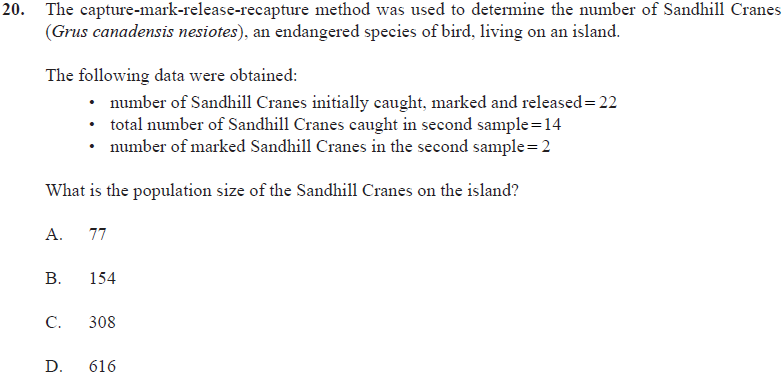 20. The capture-mark-release-recapture method was used to determine the number of Sandhill Cranes
(Grus canadensis nesiotes), an endangered species of bird, living on an island.
The following data were obtained:
• number of Sandhill Cranes initially caught, marked and released = 22
• total number of Sandhill Cranes caught in second sample = 14
• number of marked Sandhill Cranes in the second sample = 2
What is the population size of the Sandhill Cranes on the island?
A. 77
B. 154
C. 308
D. 616